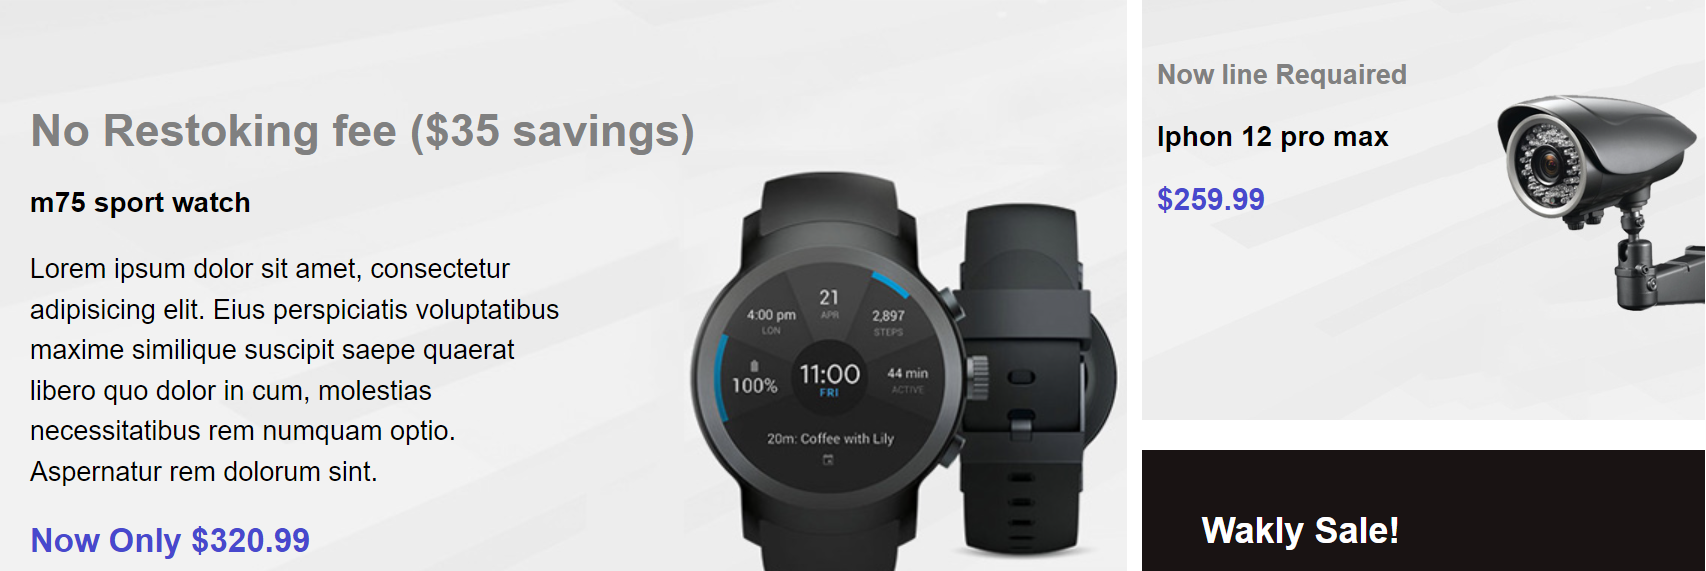 No Restoking fee ($35 savings)
m75 sport watch
Lorem ipsum dolor sit amet, consectetur
adipisicing elit. Eius perspiciatis voluptatibus
maxime similique suscipit saepe quaerat
libero quo dolor in cum, molestias
necessitatibus rem numquam optio.
Aspernatur rem dolorum sint.
Now Only $320.99
21
APR
4:00 pm
LON
2,897
STEPS
100%
11:00
FRI
44 min
ACTIVE
20m: Coffee with Lily
Now line Requaired
Iphon 12 pro max
$259.99
Wakly Sale!